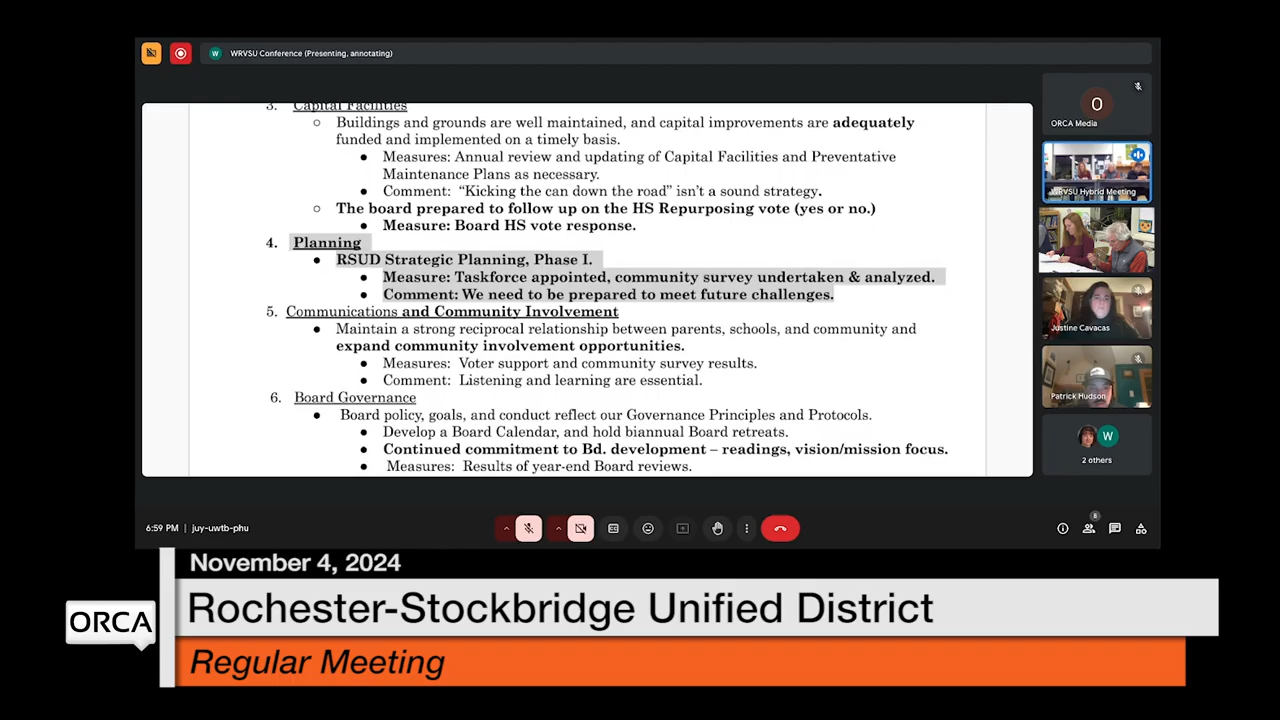 W WRVSU Conference (Presenting, annotating)
3. Capital Facilities
Buildings and grounds are well maintained, and capital improvements are adequately
funded and implemented on a timely basis.
Measures: Annual review and updating of Capital Facilities and Preventative
Maintenance Plans as necessary.
Comment: “Kicking the can down the road” isn’t a sound strategy.
The board prepared to follow up on the HS Repurposing vote (yes or no.)
Measure: Board HS vote response.
4. Planning
RSUD Strategic Planning, Phase I.
Measure: Taskforce appointed, community survey undertaken & analyzed.
Comment: We need to be prepared to meet future challenges.
5. Communications and Community Involvement
Maintain a strong reciprocal relationship between parents, schools, and community and
expand community involvement opportunities.
Measures: Voter support and community survey results.
Comment: Listening and learning are essential.
6. Board Governance
Board policy, goals, and conduct reflect our Governance Principles and Protocols.
Develop a Board Calendar, and hold biannual Board retreats.
Continued commitment to Bd. development – readings, vision/mission focus.
Measures: Results of year-end Board reviews.
O
ORCA Media
WRVSU Hybrid Meeting
Justine Cavacas
Patrick Hudson
W
2 others
6:59 PM | juy-uwtb-phu
8
November 4, 2024
ORCA
Rochester-Stockbridge Unified District
Regular Meeting